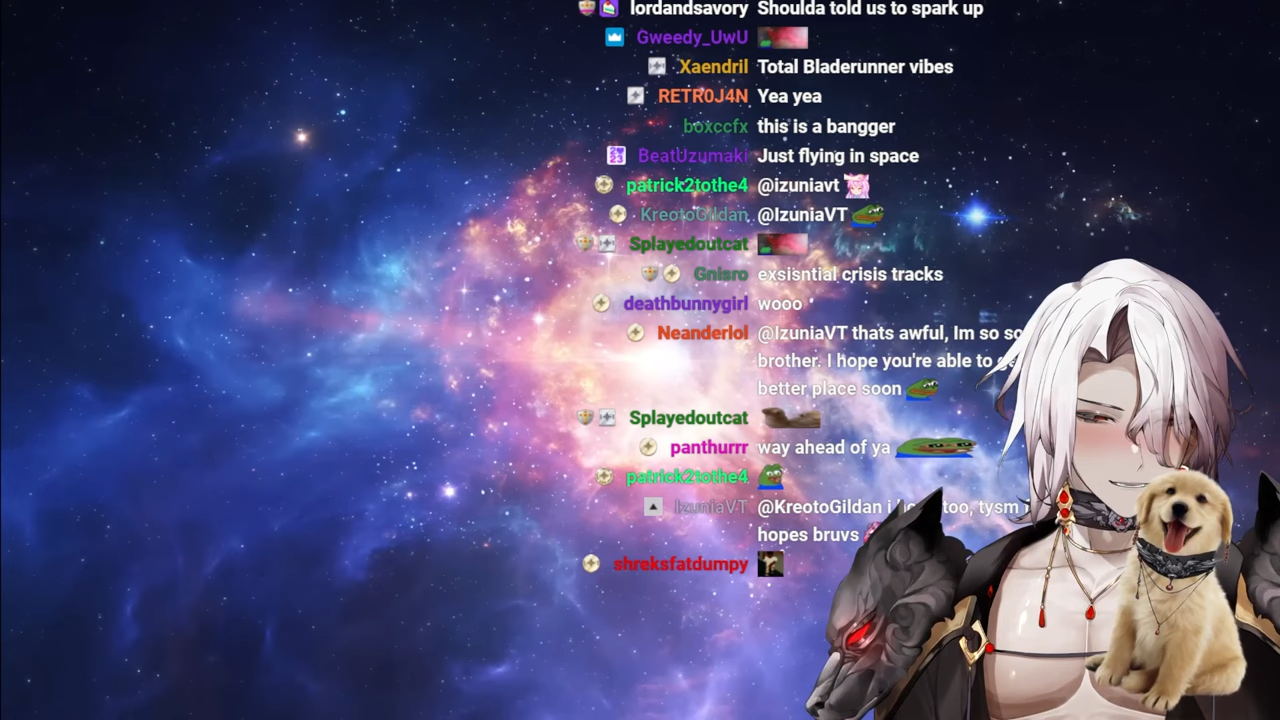 lordandsavory Shoulda told us to spark up
Gweedy_UwU
Xaendril Total Bladerunner vibes
RETR0J4N Yea yea
boxccfx this is a bangger
BeatUzumaki Just flying in space
patrick2tothe4 @izuniavt
KreotoGildan @IzuniaVT
Splayedoutcat
Gnisro exsisntial crisis tracks
deathbunnygirl wooo
Neanderlol @IzuniaVT thats awful, Im so so
brother. I hope you're able to
better place soon
Splayedoutcat
panthurrr way ahead of ya
patrick2tothe4
IzuniaVT @KreotoGildan i too, tysm
hopes bruvs
shreksfatdumpy